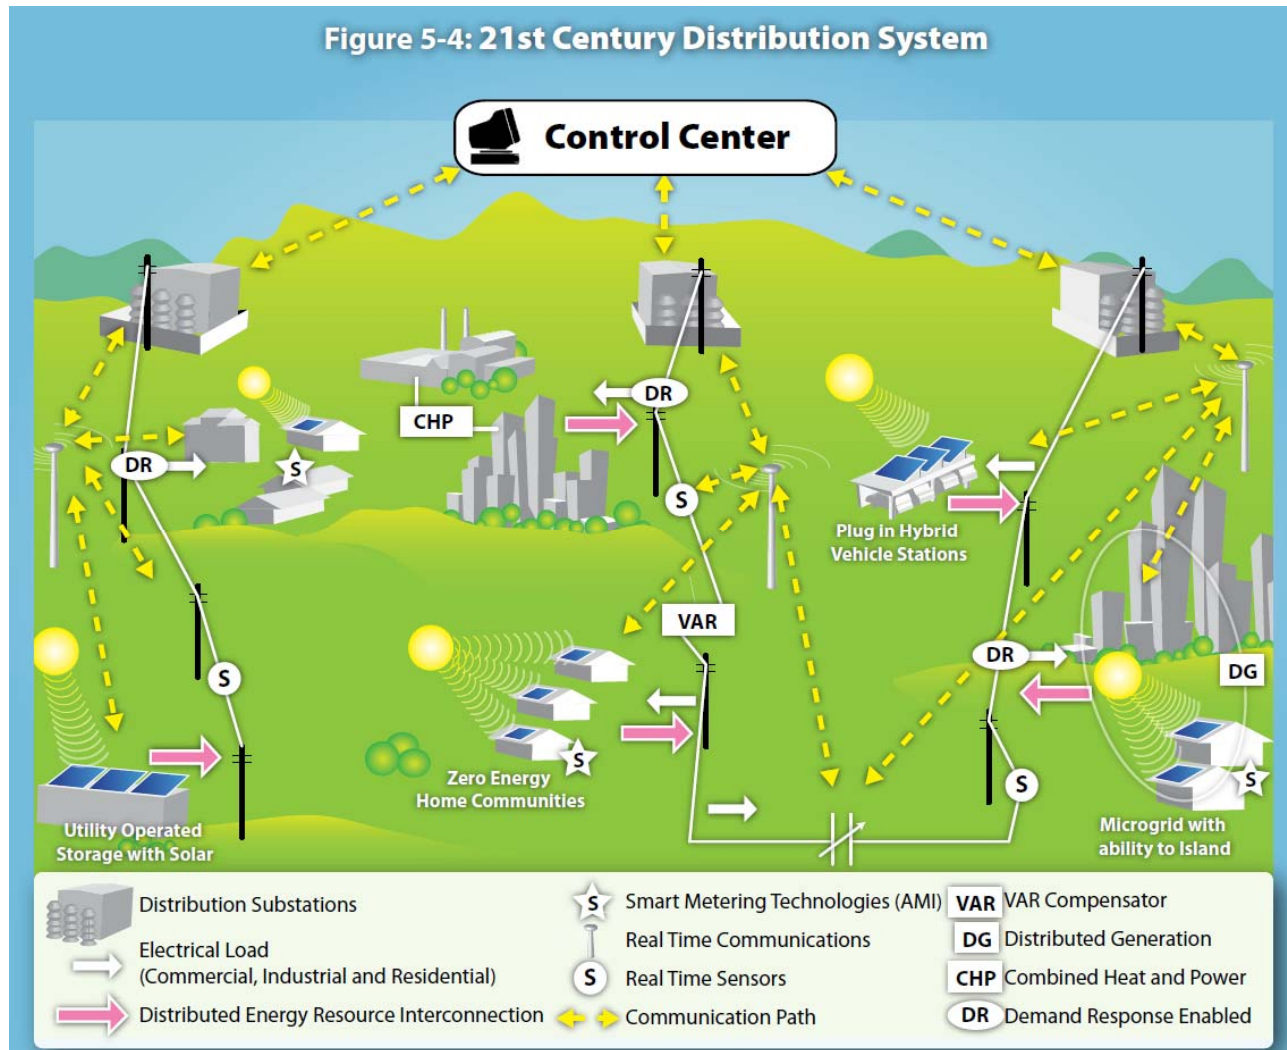 Figure 5-4: 21st Century Distribution System
Control Center
DR
CHP
DR
S
S
Plug in Hybrid
Vehicle Stations
VAR
DR
DG
S
S
Zero Energy
Home Communities
S
S
Utility Operated
Storage with Solar
Microgrid with
ability to Island
Distribution Substations
Electrical Load
(Commercial, Industrial and Residential)
Distributed Energy Resource Interconnection
S Smart Metering Technologies (AMI)
Real Time Communications
S Real Time Sensors
Communication Path
VAR VAR Compensator
DG Distributed Generation
CHP Combined Heat and Power
DR Demand Response Enabled